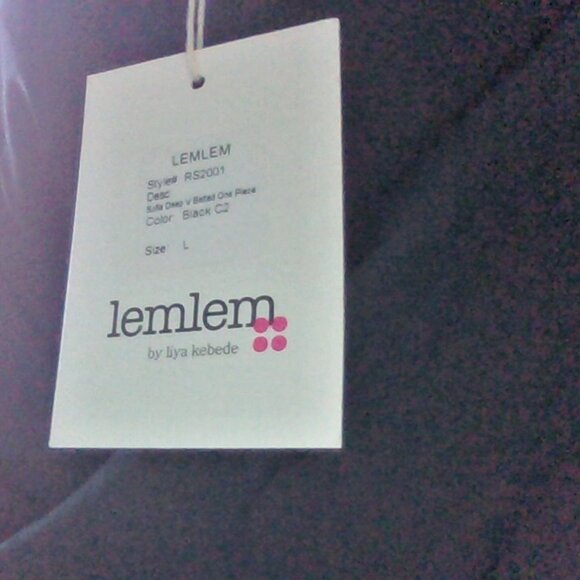 LEMLEM
Style# RS2001
Desc
Sofia Deep V Belted One Piece
Color Black C2
Size L
lemlem
by liya kebede